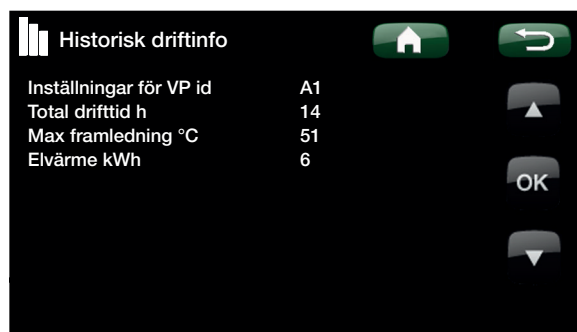 Historisk driftinfo
Inställningar för VP id A1
Total drifttid h 14
Max framledning °C 51
Elvärme kWh 6
OK